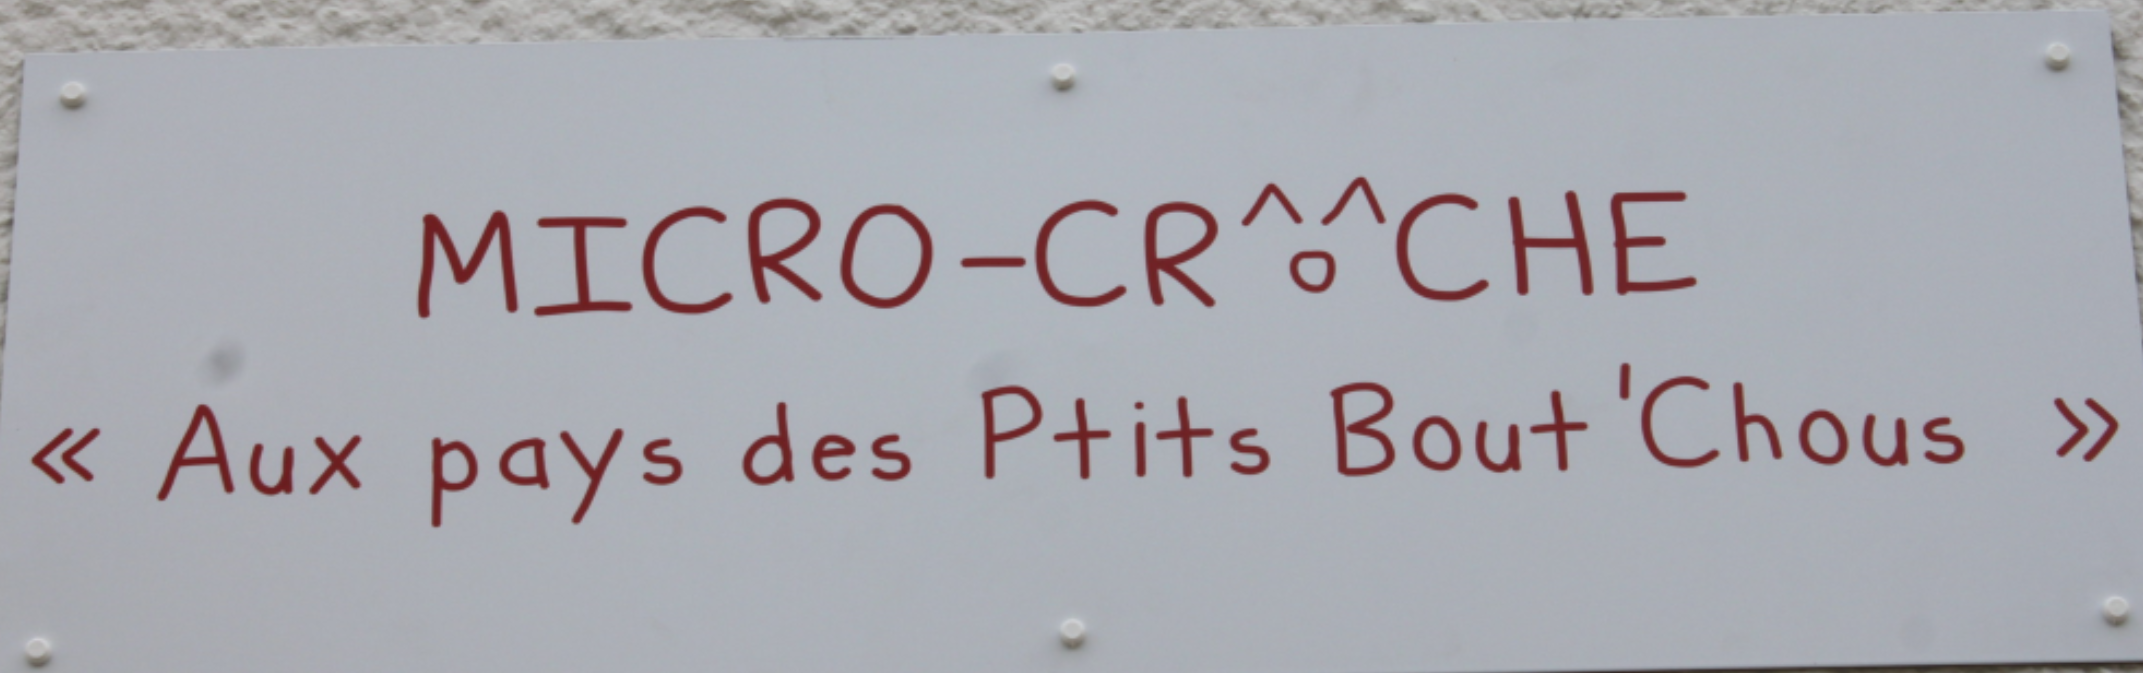 MICRO-CR^o^CHE
« Aux pays des Ptits Bout'Chous »